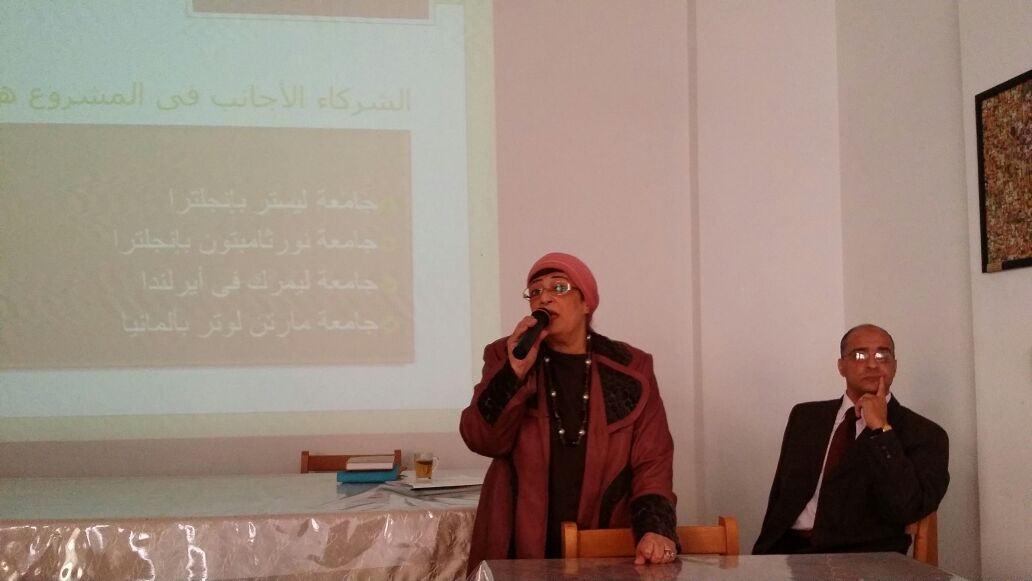 الشركاء الأجانب فى المشروع
جامعة ليستر بإنجلترا
جامعة نورثامبتون بإنجلترا
جامعة ليمرك فى أيرلندا
جامعة مارتن لوثر بألمانيا